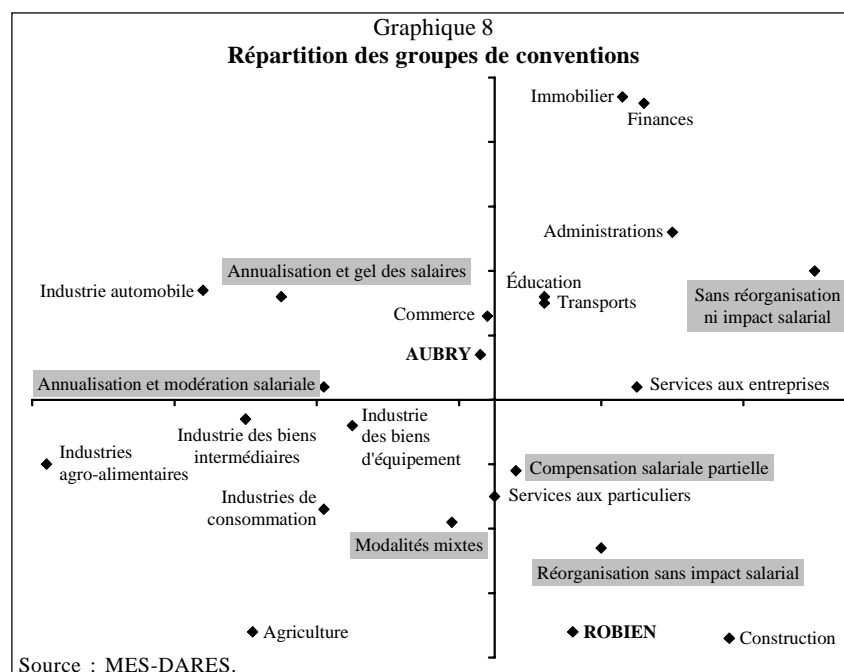 Graphique 8
Répartition des groupes de conventions
Immobilier
Finances
Administrations
Annualisation et gel des salaires
Industrie automobile
Éducation
Transports
Sans réorganisation
ni impact salarial
Commerce
AUBRY
Annualisation et modération salariale
Services aux entreprises
Industries
agro-alimentaires
Industrie des biens
intermédiaires
Industrie
des biens
d'équipement
Compensation salariale partielle
Industries de
consommation
Services aux particuliers
Modalités mixtes
Réorganisation sans impact salarial
Agriculture
ROBIEN
Construction
Source : MES-DARES.